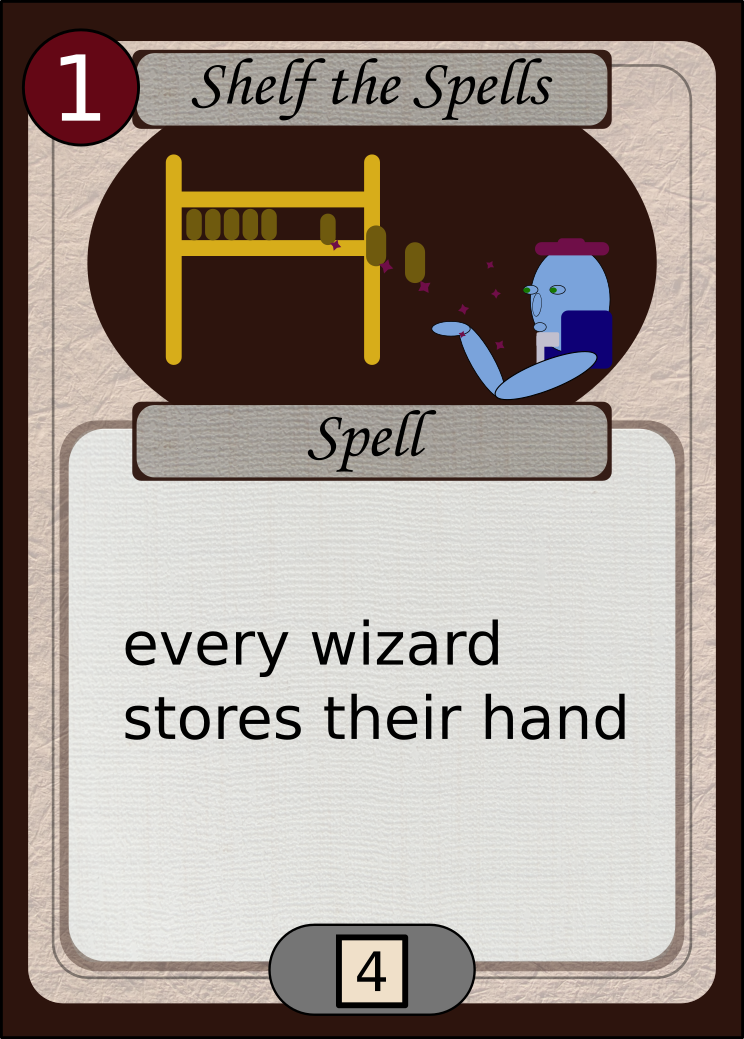 1
Shelf the Spells
Spell
every wizard
stores their hand
4